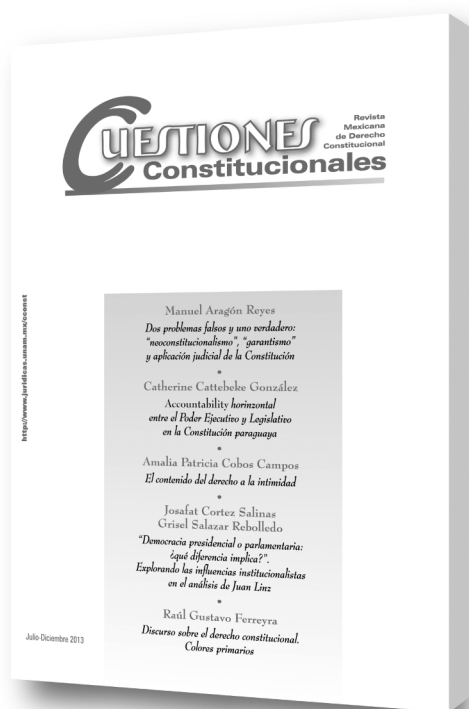 CUESTIONES
Constitucionales
Revista
Mexicana
de Derecho
Constitucional
http://www.juridicas.unam.mx/cconst
Manuel Aragón Reyes
Dos problemas falsos y uno verdadero:
“neoconstitucionalismo”, “garantismo”
y aplicación judicial de la Constitución
•
Catherine Cattebeke González
Accountability horinzontal
entre el Poder Ejecutivo y Legislativo
en la Constitución paraguaya
•
Amalia Patricia Cobos Campos
El contenido del derecho a la intimidad
•
Josafat Cortez Salinas
Grisel Salazar Rebolledo
“Democracia presidencial o parlamentaria:
¿qué diferencia implica?”.
Explorando las influencias institucionalistas
en el análisis de Juan Linz
•
Raúl Gustavo Ferreyra
Discurso sobre el derecho constitucional.
Colores primarios
Julio-Diciembre 2013